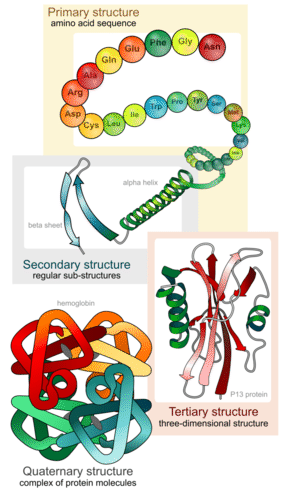 Primary structure
amino acid sequence
Asn
Gly
Phe
Glu
Gln
Ala
Arg
Asp
Cys
Leu
Ile
Trp
Pro
Tyr
Ser
Met
Lys
alpha helix
beta sheet
Secondary structure
regular sub-structures
hemoglobin
P13 protein
Tertiary structure
three-dimensional structure
Quaternary structure
complex of protein molecules